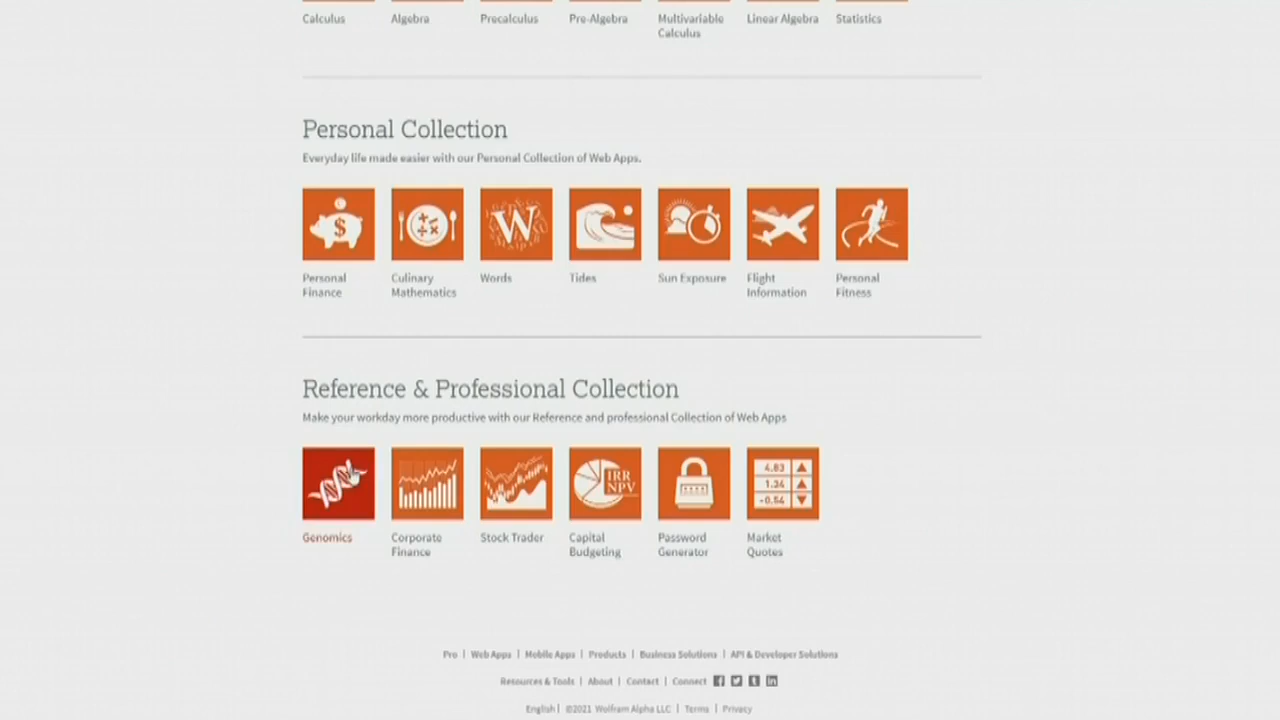 Calculus Algebra Precalculus Pre-Algebra Multivariable Linear Algebra Statistics
Calculus
Personal Collection
Everyday life made easier with our Personal Collection of Web Apps.
$ W
Personal Culinary Words Tides Sun Exposure Flight Personal
Finance Mathematics Information Fitness
Reference & Professional Collection
Make your workday more productive with our Reference and professional Collection of Web Apps
IRR
NPV
4.83
1.34
-0.54
Genomics Corporate Stock Trader Capital Password Market
Finance Budgeting Generator Quotes
Pro | Web Apps | Mobile Apps | Products | Business Solutions | API & Developer Solutions
Resources & Tools | About | Contact | Connect
English | ©2021 Wolfram Alpha LLC | Terms | Privacy